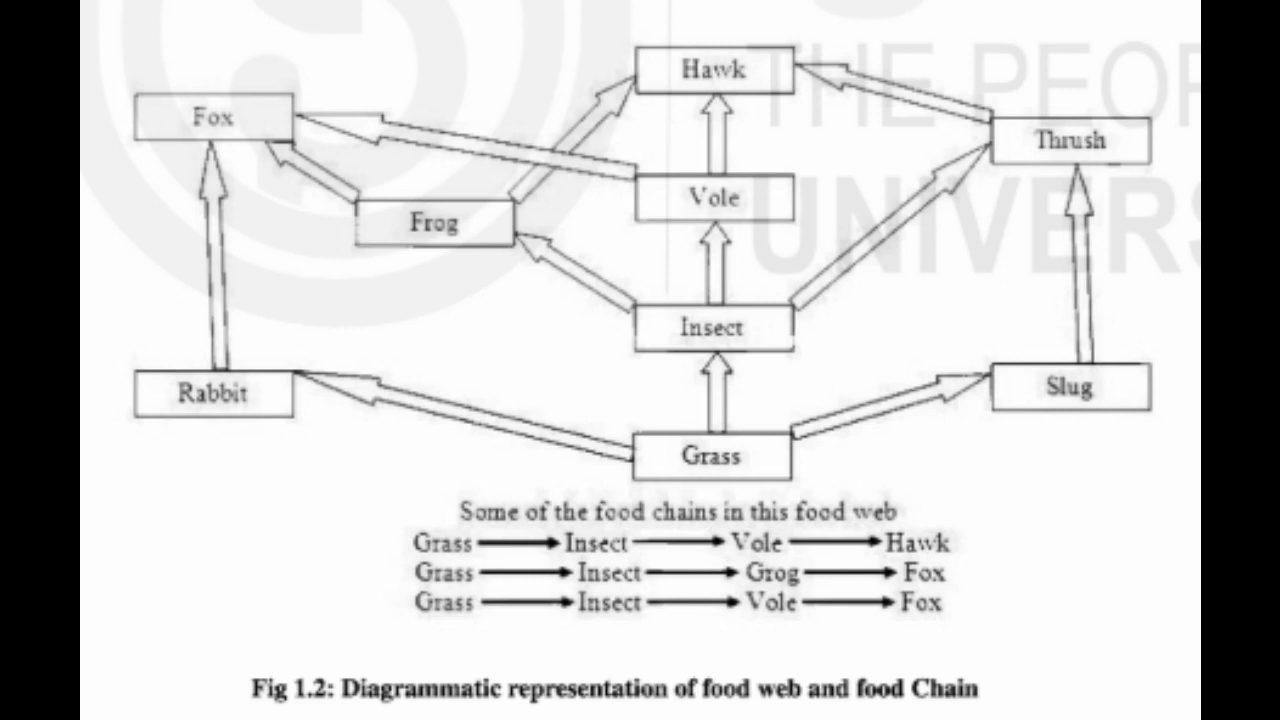 THE PEOP
Hawk
Fox
Thrush
Vole
UNIVERS
Frog
Insect
Rabbit
Slug
Grass
Some of the food chains in this food web
Grass Insect Vole Hawk
Grass Insect Grog Fox
Grass Insect Vole Fox
Fig 1.2: Diagrammatic representation of food web and food Chain